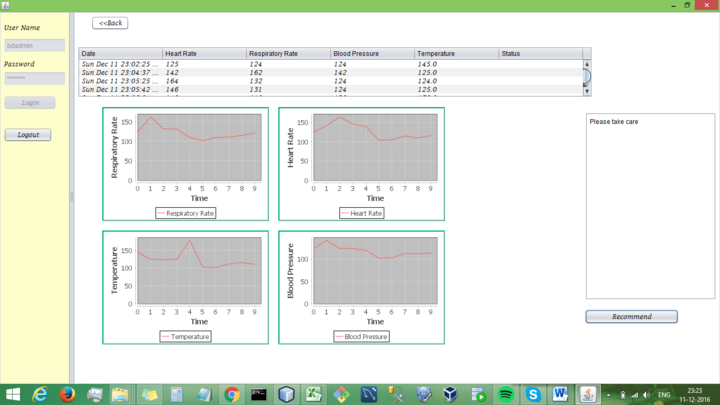 <<Back
User Name
bdadmin
Password
*******
Login
Logout
Date Heart Rate Respiratory Rate Blood Pressure Temperature Status
Sun Dec 11 23:02:25 ... 125 124 124 145.0
Sun Dec 11 23:04:37 ... 142 162 142 125.0
Sun Dec 11 23:05:25 ... 164 132 124 124.0
Sun Dec 11 23:05:42 ... 146 131 124 125.0
Respiratory Rate
150
100
50
0
0 1 2 3 4 5 6 7 8 9
Time
Respiratory Rate
Heart Rate
150
100
50
0
0 1 2 3 4 5 6 7 8 9
Time
Heart Rate
Temperature
150
100
50
0
0 1 2 3 4 5 6 7 8 9
Time
Temperature
Blood Pressure
100
50
0
0 1 2 3 4 5 6 7 8 9
Time
Blood Pressure
Please take care
Recommend
ENG
23:23
11-12-2016